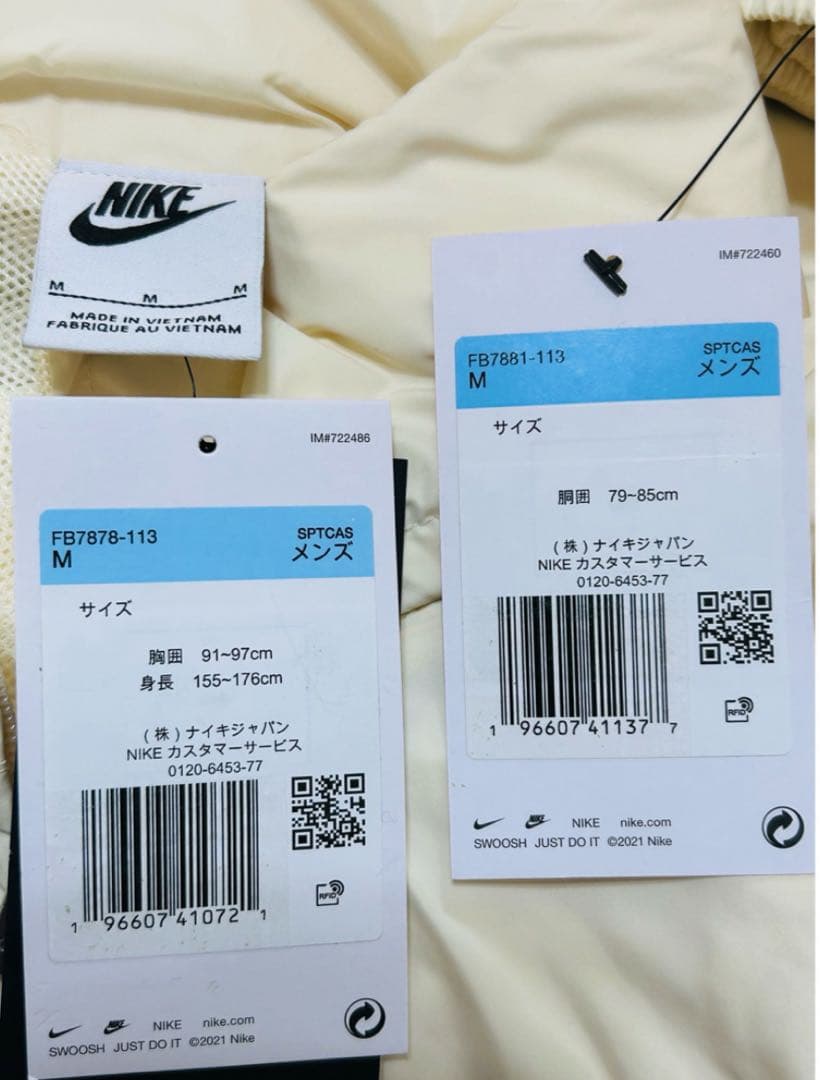 NIKE
M M M
MADE IN VIETNAM
FABRIQUE AU VIETNAM
IM#722486
FB7878-113 SPTCAS
M メンズ
サイズ
胸囲 91~97cm
身長 155~176cm
(株)ナイキジャパン
NIKE カスタマーサービス
0120-6453-77
1 96607 41072 1
RFID
NIKE NIKE nike.com
SWOOSH JUST DO IT ©2021 Nike
IM#722460
FB7881-113 SPTCAS
M メンズ
サイズ
胴囲 79~85cm
(株)ナイキジャパン
NIKE カスタマーサービス
0120-6453-77
1 96607 41137 7
RFID
NIKE NIKE nike.com
SWOOSH JUST DO IT ©2021 Nike